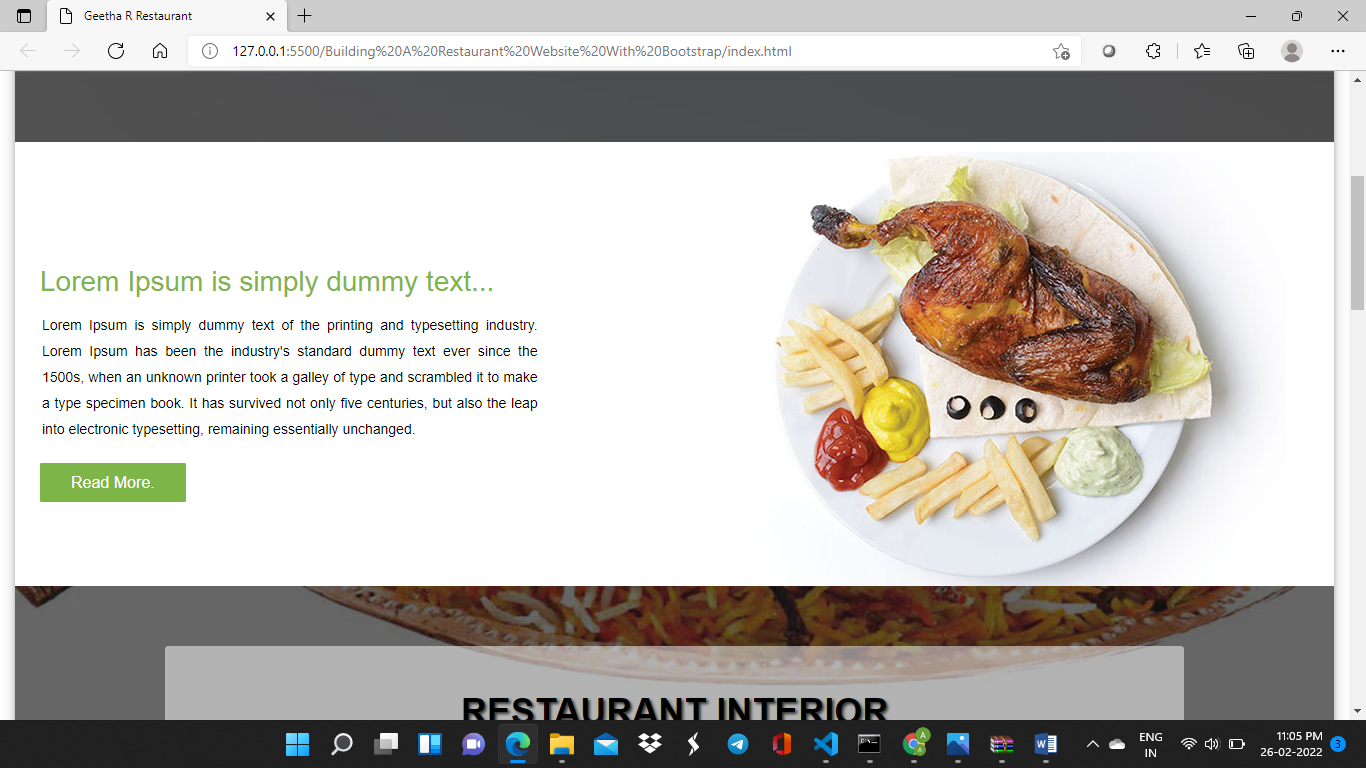 Geetha R Restaurant
127.0.0.1:5500/Building%20A%20Restaurant%20Website%20With%20Bootstrap/index.html
Lorem Ipsum is simply dummy text...
Lorem Ipsum is simply dummy text of the printing and typesetting industry.
Lorem Ipsum has been the industry's standard dummy text ever since the
1500s, when an unknown printer took a galley of type and scrambled it to make
a type specimen book. It has survived not only five centuries, but also the leap
into electronic typesetting, remaining essentially unchanged.
Read More.
RESTAURANT INTERIOR
A
A
ENG
IN
11:05 PM
26-02-2022
3